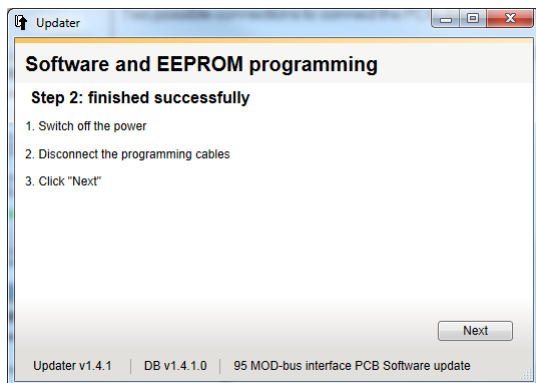 Updater
Software and EEPROM programming
Step 2: finished successfully
1. Switch off the power
2. Disconnect the programming cables
3. Click "Next"
Next
Updater v1.4.1 | DB v1.4.1.0 | 95 MOD-bus interface PCB Software update